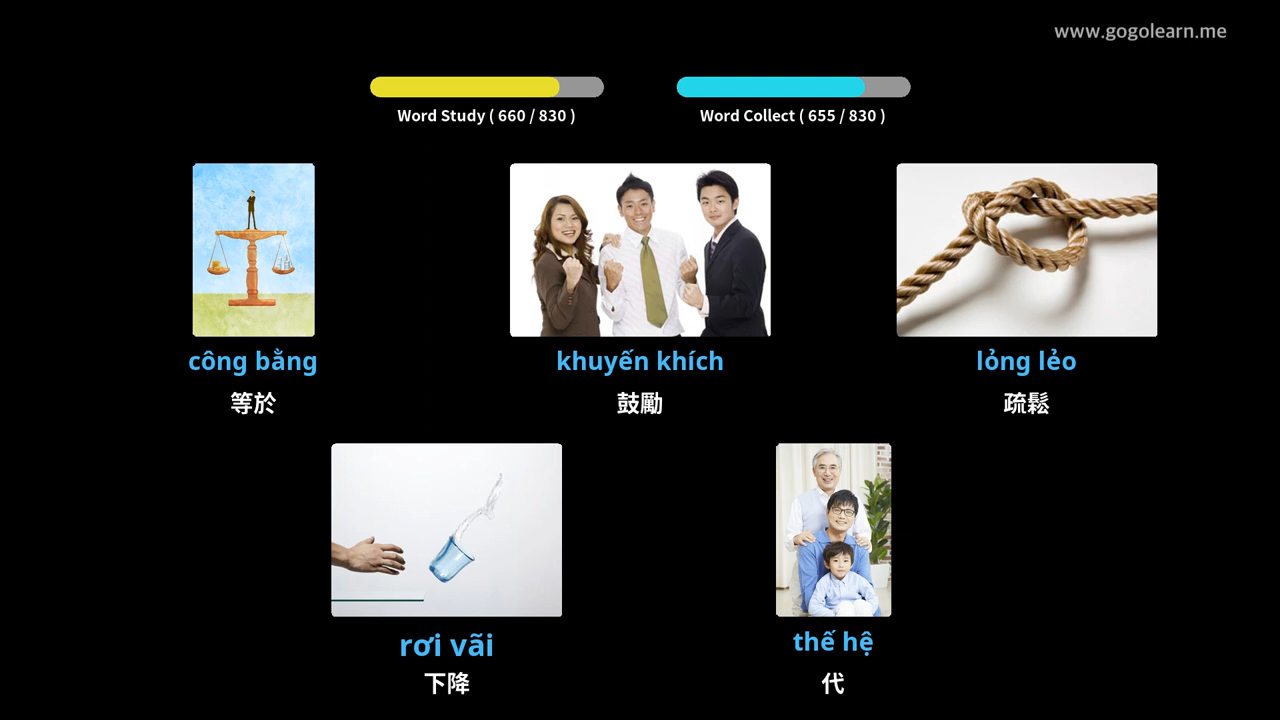 www.gogolearn.me
Word Study ( 660 / 830 )
Word Collect ( 655 / 830 )
công bằng
khuyến khích
lỏng lẻo
等於
鼓勵
疏鬆
rơi vãi
thế hệ
下降
代